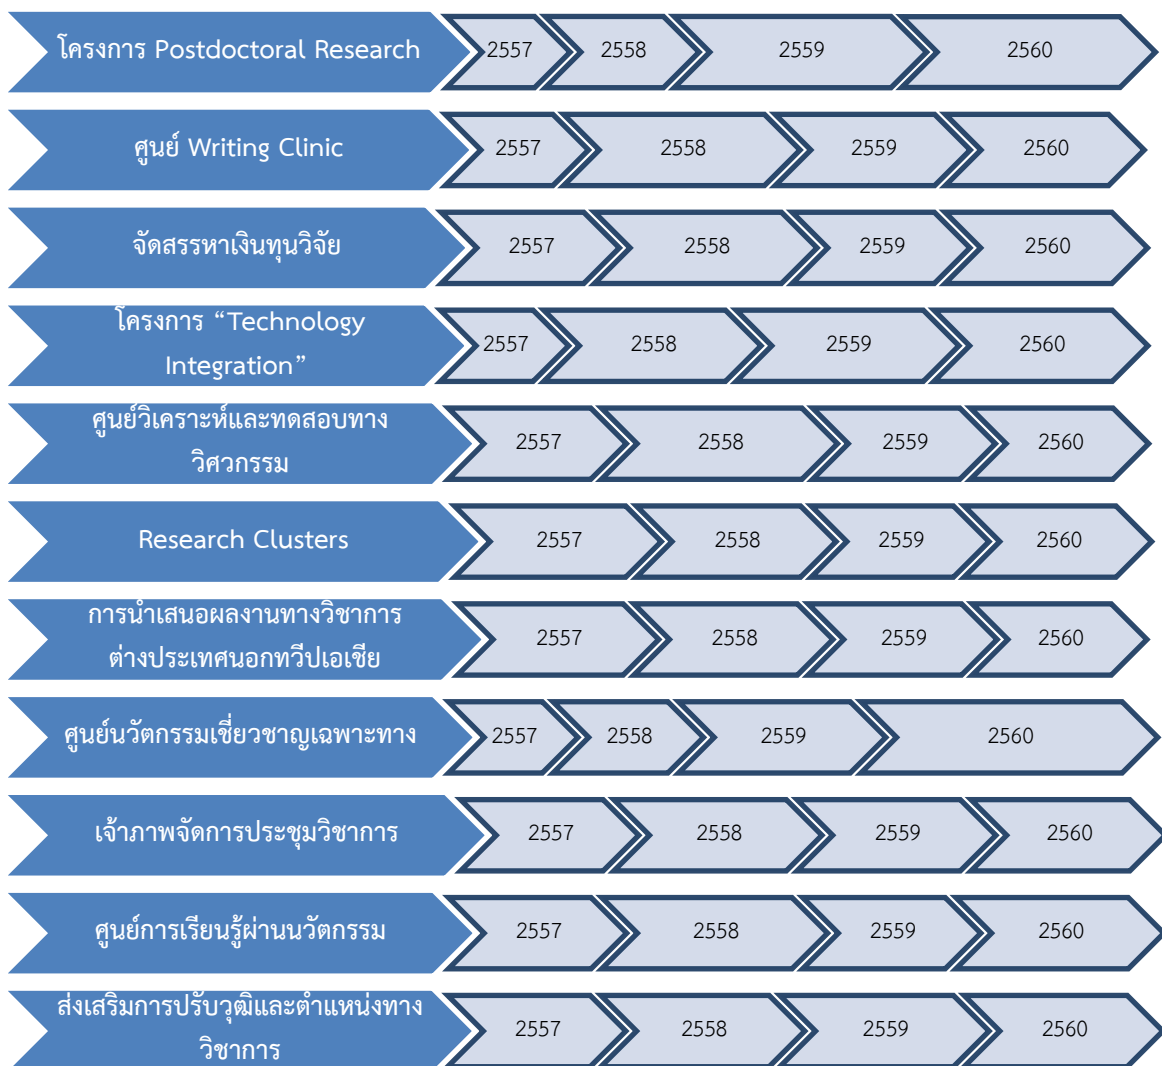 โครงการ Postdoctoral Research 2557 2558 2559 2560
ศูนย์ Writing Clinic 2557 2558 2559 2560
จัดสรรหาเงินทุนวิจัย 2557 2558 2559 2560
โครงการ “Technology
Integration” 2557 2558 2559 2560
ศูนย์วิเคราะห์และทดสอบทาง
วิศวกรรม 2557 2558 2559 2560
Research Clusters 2557 2558 2559 2560
การนำเสนอผลงานทางวิชาการ
ต่างประเทศนอกทวีปเอเชีย 2557 2558 2559 2560
ศูนย์นวัตกรรมเชี่ยวชาญเฉพาะทาง 2557 2558 2559 2560
เจ้าภาพจัดการประชุมวิชาการ 2557 2558 2559 2560
ศูนย์การเรียนรู้ผ่านนวัตกรรม 2557 2558 2559 2560
ส่งเสริมการปรับวุฒิและตำแหน่งทาง
วิชาการ 2557 2558 2559 2560